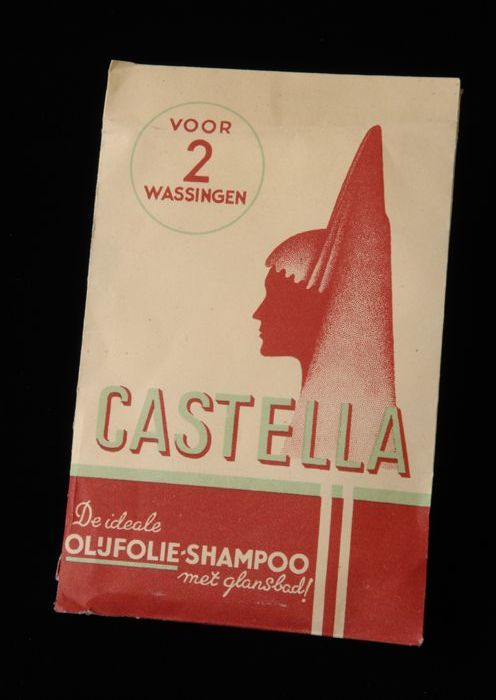 VOOR
2
WASSINGEN
CASTELLA
De ideale
OLIJFOLIE-SHAMPOO
met glansbad!